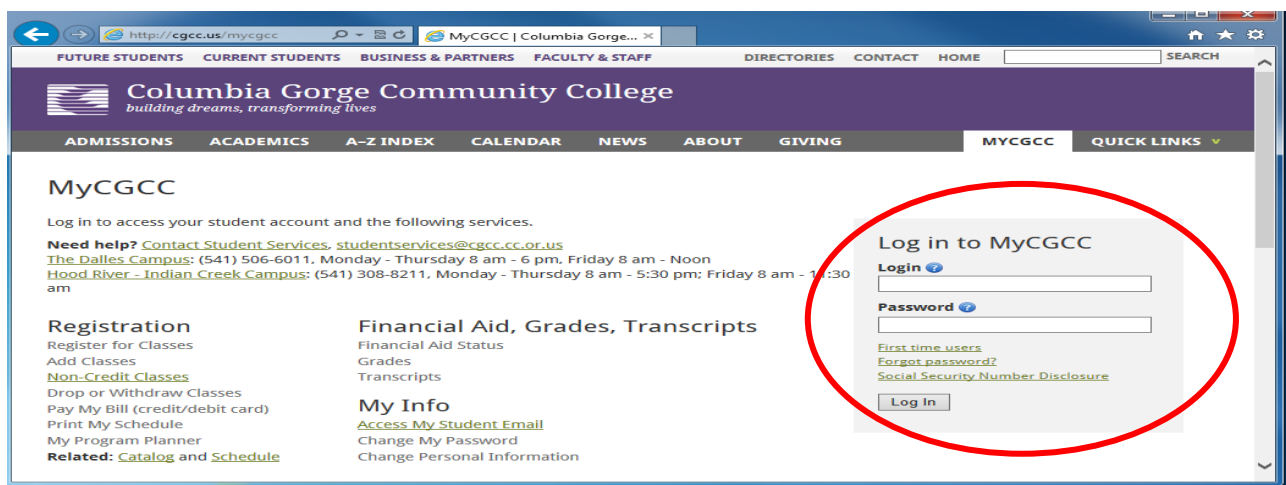 http://cgcc.us/mycgcc
MyCGCC | Columbia Gorge...
FUTURE STUDENTS CURRENT STUDENTS BUSINESS & PARTNERS FACULTY & STAFF DIRECTORIES CONTACT HOME SEARCH
Columbia Gorge Community College
building dreams, transforming lives
ADMISSIONS ACADEMICS A–Z INDEX CALENDAR NEWS ABOUT GIVING MYCGCC QUICK LINKS
MyCGCC
Log in to access your student account and the following services.
Need help? Contact Student Services, studentservices@cgcc.cc.or.us
The Dalles Campus: (541) 506-6011, Monday - Thursday 8 am - 6 pm, Friday 8 am - Noon
Hood River - Indian Creek Campus: (541) 308-8211, Monday - Thursday 8 am - 5:30 pm; Friday 8 am - 11:30
am
Registration
Register for Classes
Add Classes
Non-Credit Classes
Drop or Withdraw Classes
Pay My Bill (credit/debit card)
Print My Schedule
My Program Planner
Related: Catalog and Schedule
Financial Aid, Grades, Transcripts
Financial Aid Status
Grades
Transcripts
My Info
Access My Student Email
Change My Password
Change Personal Information
Log in to MyCGCC
Login
Password
First time users
Forgot password?
Social Security Number Disclosure
Log In